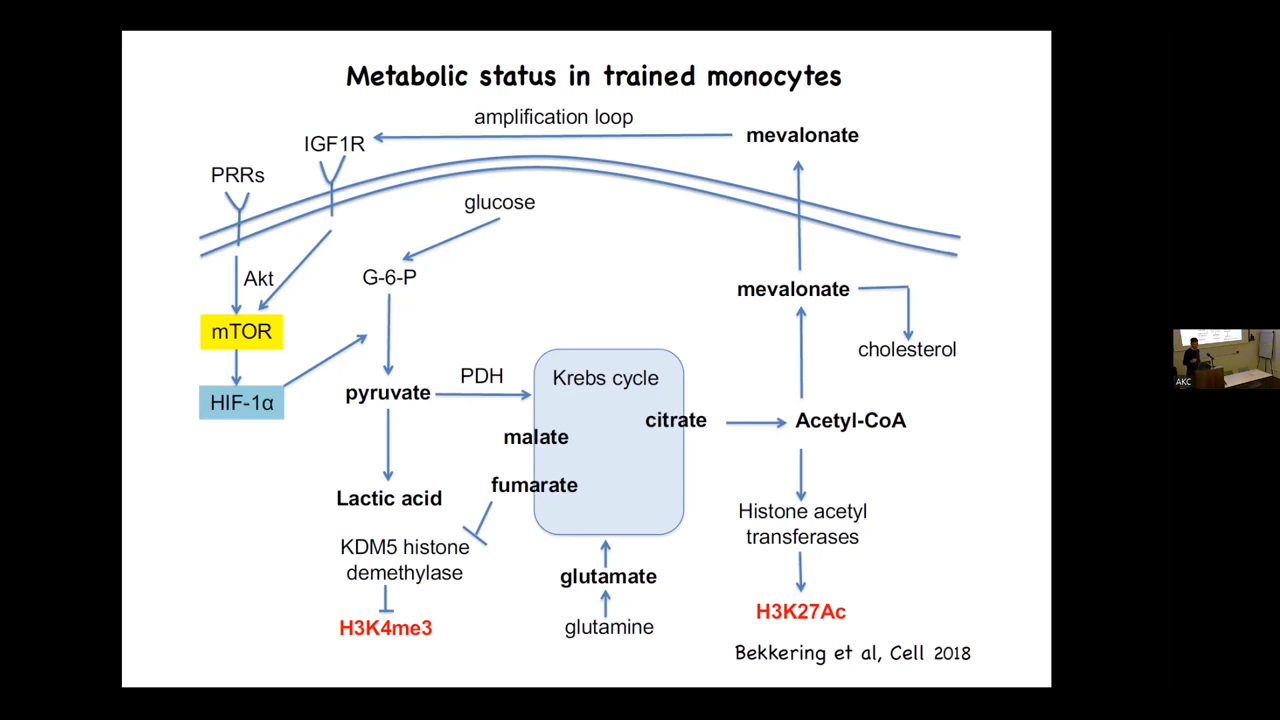 Metabolic status in trained monocytes
amplification loop
mevalonate
IGF1R
PRRs
glucose
Akt
G-6-P
mevalonate
mTOR
cholesterol
HIF-1α
pyruvate
PDH
Krebs cycle
citrate
Acetyl-CoA
malate
fumarate
Lactic acid
Histone acetyl
transferases
KDM5 histone
demethylase
glutamate
H3K27Ac
H3K4me3
glutamine
Bekkering et al, Cell 2018
AKC